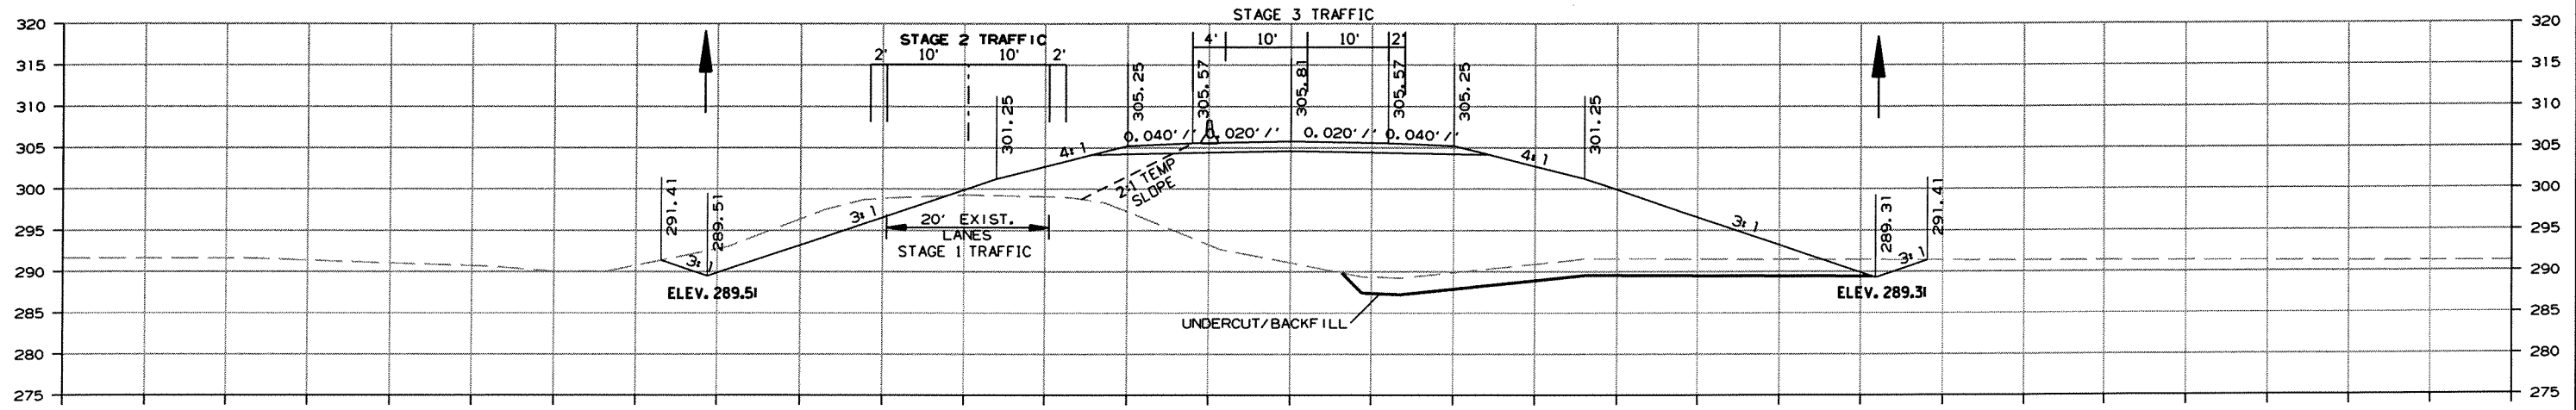 STAGE 3 TRAFFIC
320 320
STAGE 2 TRAFFIC
4' 10' 10' 2'
2' 10' 10' 2'
315 315
305.25 305.57 305.81 305.57 305.25
310 310
301.25 301.25
0.040'/' 0.020'/' 0.020'/' 0.040'/'
305 305
4:1 4:1
2:1 TEMP
SLOPE
300 300
291.41 289.51 289.31 291.41
3:1 3:1
20' EXIST.
LANES
295 295
STAGE 1 TRAFFIC
3:1 3:1
290 290
ELEV. 289.51 ELEV. 289.31
285 285
UNDERCUT/BACKFILL
280 280
275 275